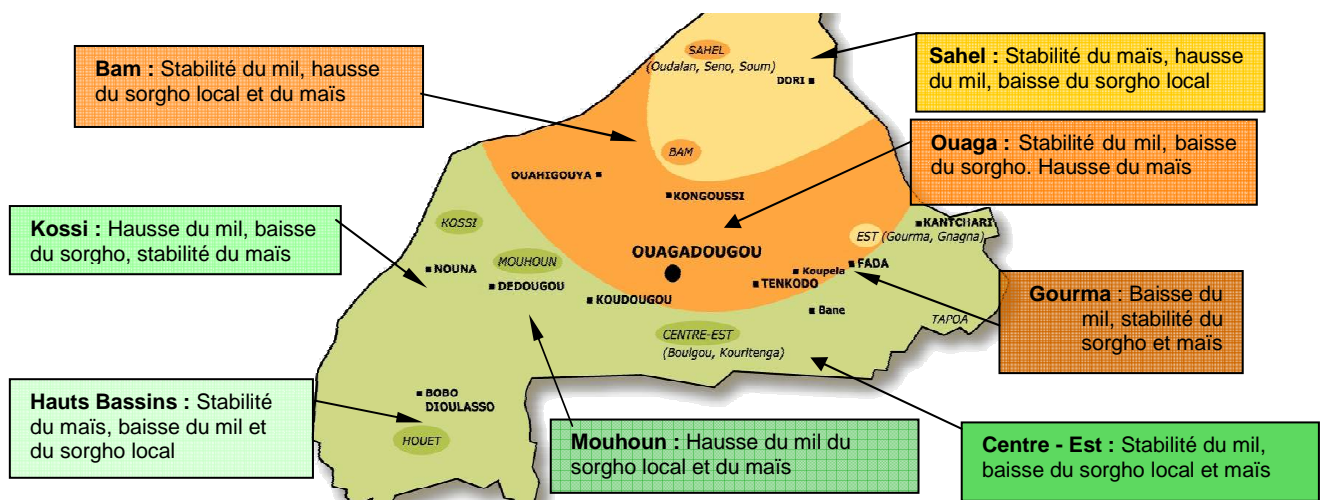 Bam : Stabilité du mil, hausse
du sorgho local et du maïs
SAHEL
(Oudalan, Seno, Soum)
DORI
Sahel : Stabilité du maïs, hausse
du mil, baisse du sorgho local
BAM
Ouaga : Stabilité du mil, baisse
du sorgho. Hausse du maïs
OUAHIGOUYA
KONGOUSSI
Kossi : Hausse du mil, baisse
du sorgho, stabilité du maïs
KOSSI
KANTCHARI
EST (Gourma, Gnagna)
OUAGADOUGOU
MOUHOUN
NOUNA
DEDOUGOU
KOUDOUGOU
Koupela
FADA
TENKODO
Bane
TAPOA
Gourma : Baisse du
mil, stabilité du
sorgho et maïs
CENTRE-EST
(Boulgou, Kouritenga)
Hauts Bassins : Stabilité
du maïs, baisse du mil et
du sorgho local
BOBO
DIOULASSO
HOUET
Mouhoun : Hausse du mil du
sorgho local et du maïs
Centre - Est : Stabilité du mil,
baisse du sorgho local et maïs